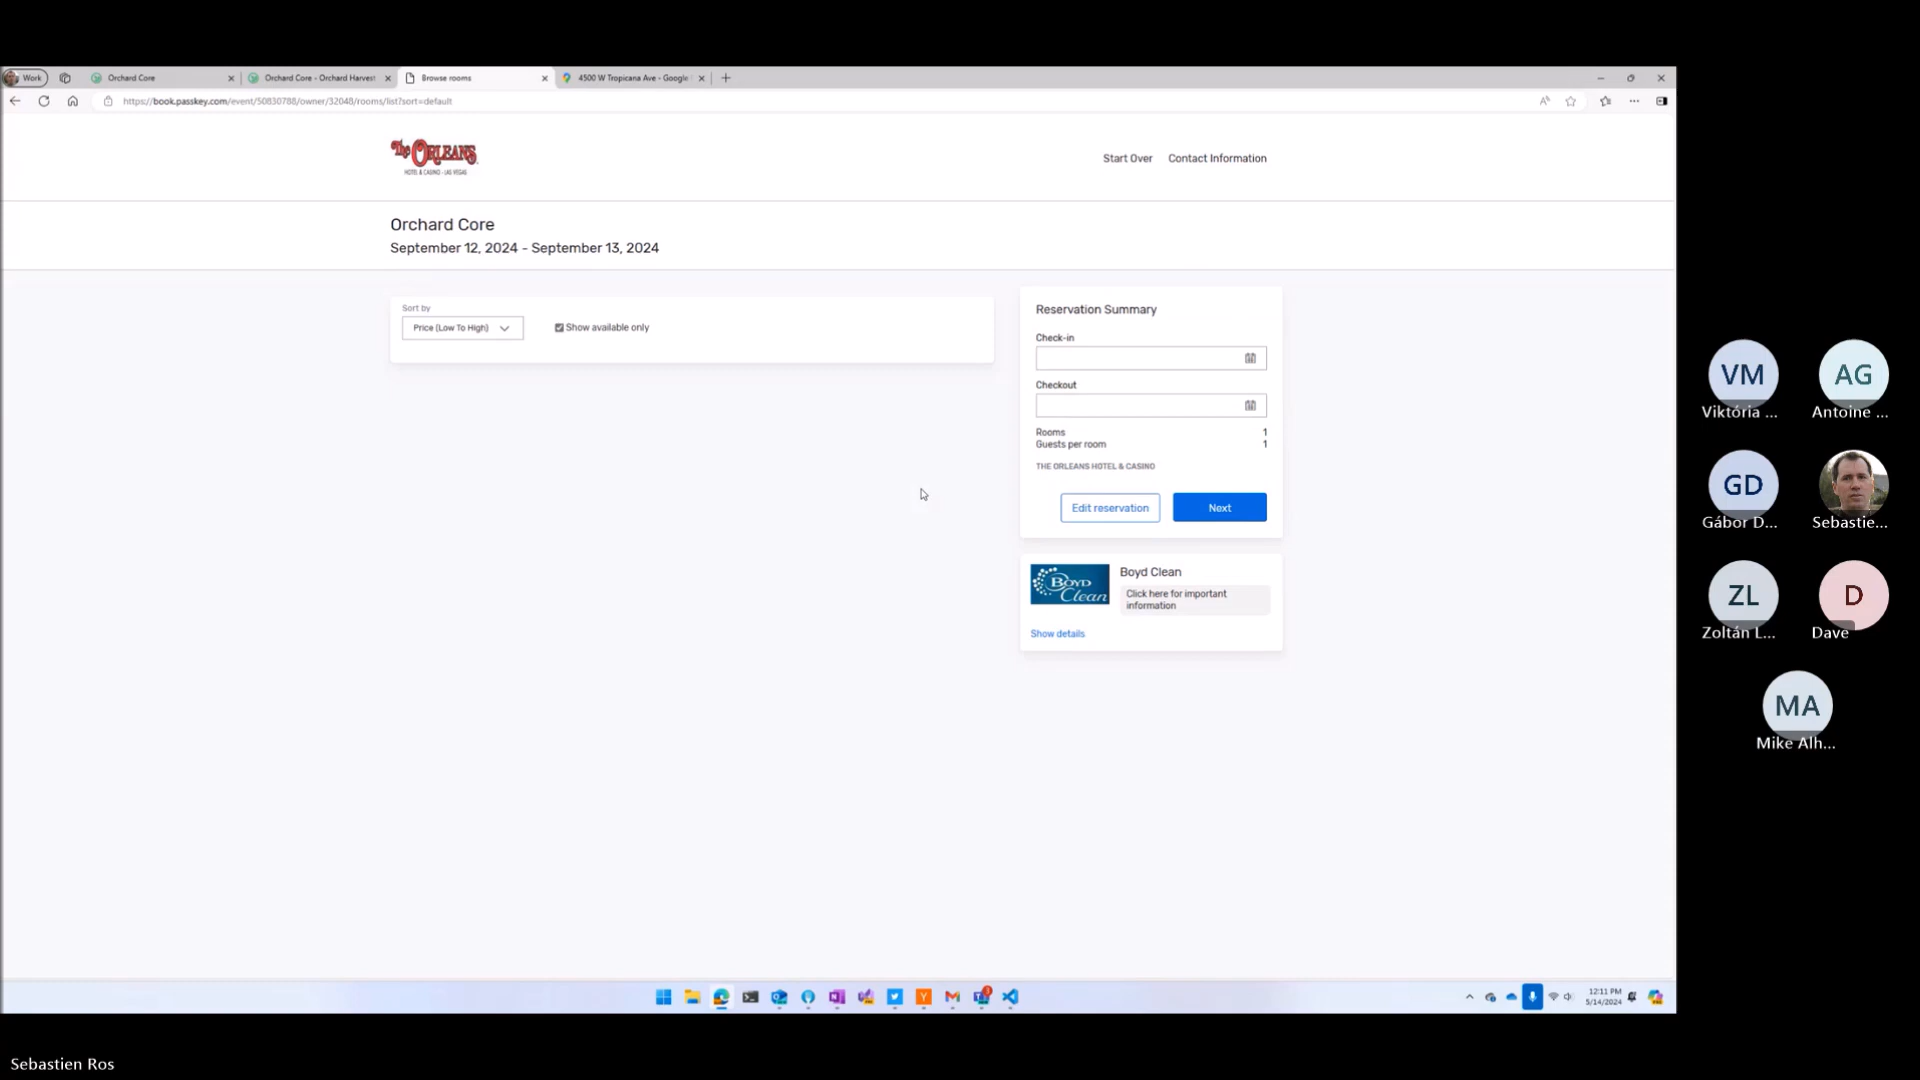 Work
Orchard Core
Orchard Core - Orchard Harvest
Browse rooms
4500 W Tropicana Ave - Google
https://book.passkey.com/event/50830788/owner/32048/rooms/list?sort=default
The ORLEANS
HOTEL & CASINO - LAS VEGAS
Start Over
Contact Information
Orchard Core
September 12, 2024 - September 13, 2024
Sort by
Price (Low To High)
Show available only
Reservation Summary
Check-in
Checkout
Rooms 1
Guests per room 1
THE ORLEANS HOTEL & CASINO
Edit reservation
Next
BOYD
Clean
Boyd Clean
Click here for important
information
Show details
VM
Viktória ...
AG
Antoine ...
GD
Gábor D...
Sebastie...
ZL
Zoltán L...
D
Dave
MA
Mike Alh...
12:11 PM
5/14/2024
Sebastien Ros